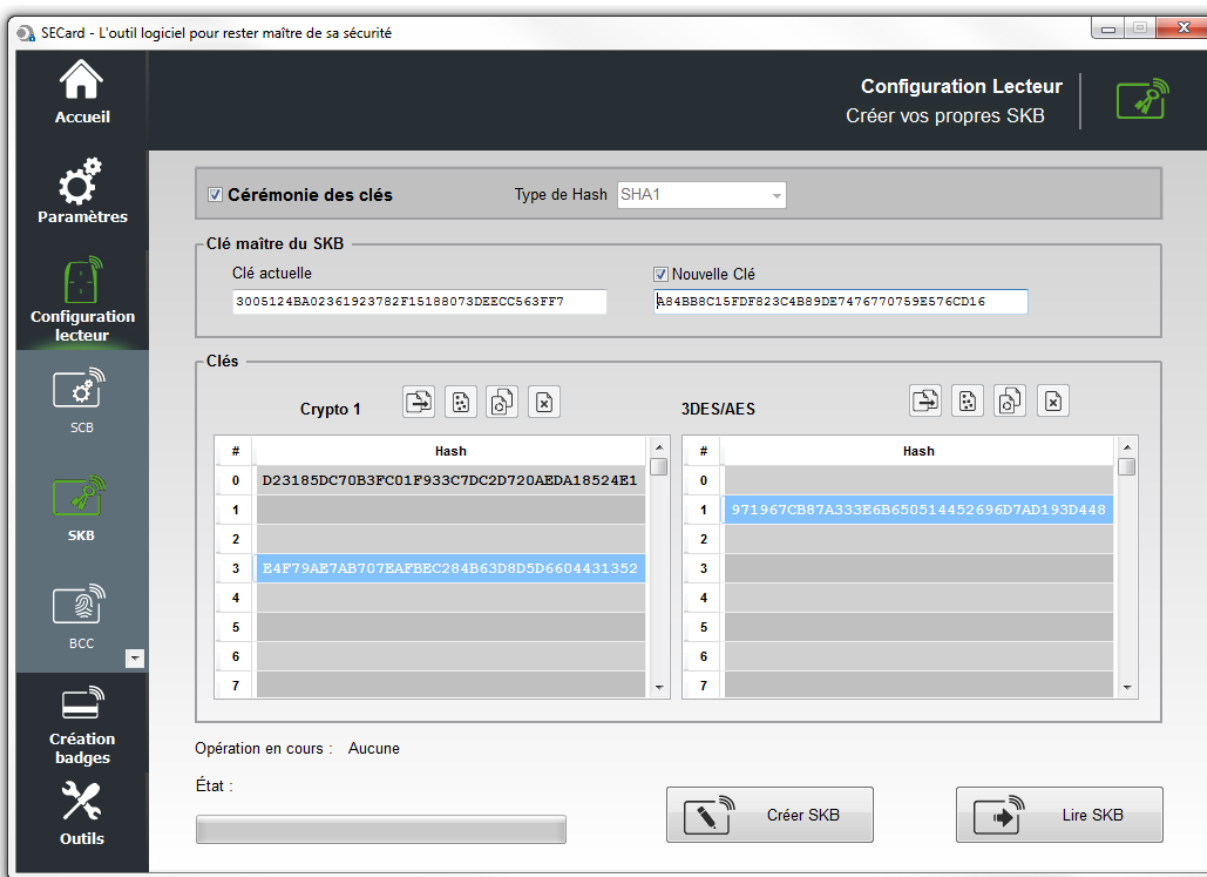 SECard - L'outil logiciel pour rester maître de sa sécurité
Accueil
Configuration Lecteur
Créer vos propres SKB
Paramètres
Configuration
lecteur
SCB
SKB
BCC
Création
badges
Outils
Cérémonie des clés
Type de Hash SHA1
Clé maître du SKB
Clé actuelle
Nouvelle Clé
3005124BA02361923782F15188073DEECC563FF7
A84BB8C15FDF823C4B89DE7476770759E576CD16
Clés
Crypto 1
3DES/AES
# Hash
0 D23185DC70B3FC01F933C7DC2D720AEDA18524E1
1
2
3 E4F79AE7AB707EAFBEC284B63D8D5D6604431352
4
5
6
7
# Hash
0
1 971967CB87A333E6B650514452696D7AD193D448
2
3
4
5
6
7
Opération en cours : Aucune
État :
Créer SKB
Lire SKB